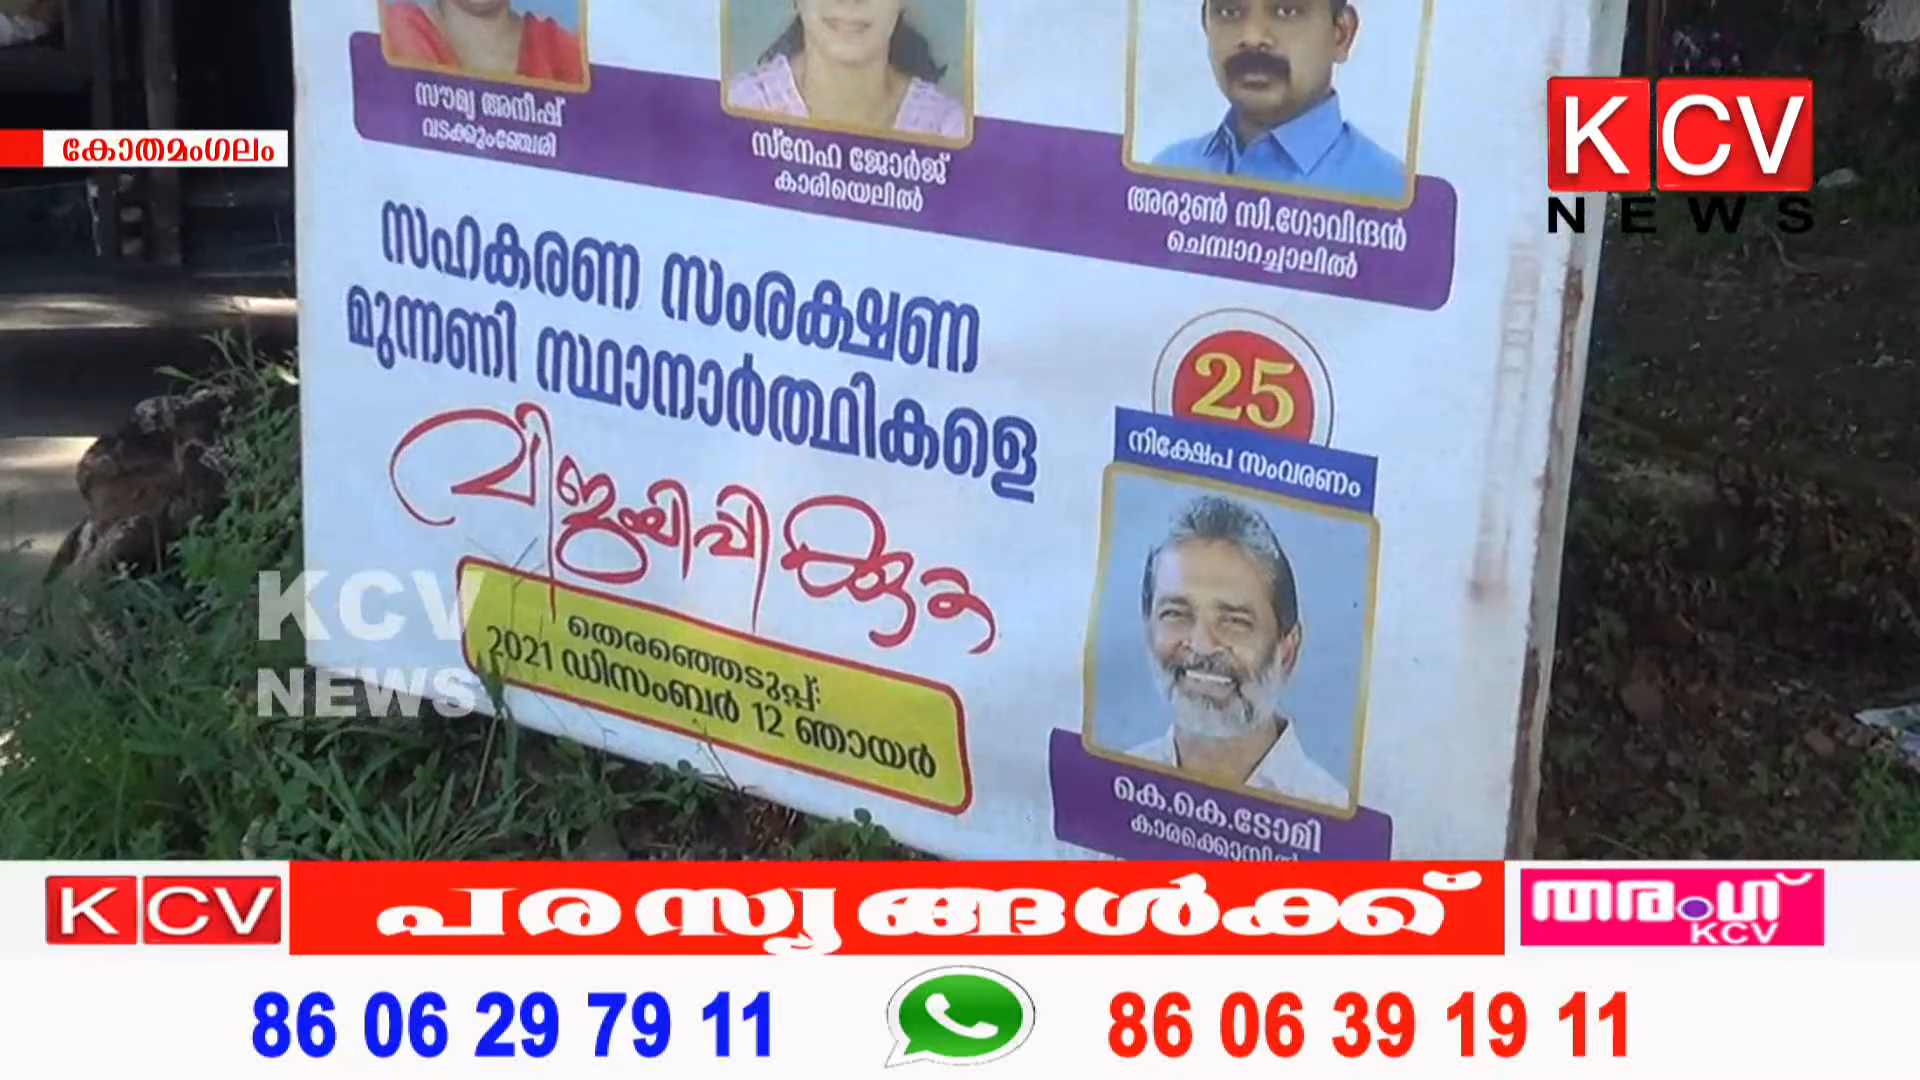 കോതമംഗലം
KCV
NEWS
സൗമ്യ അനീഷ്
വടക്കുംഞ്ചേരി
സ്നേഹ ജോർജ്
കാരിയെലിൽ
അരുൺ സി.ഗോവിന്ദൻ
ചെമ്പാറച്ചാലിൽ
സഹകരണ സംരക്ഷണ
മുന്നണി സ്ഥാനാർത്ഥികളെ
വിജയിപ്പിക്കുക
തെരഞ്ഞെടുപ്പ്:
2021 ഡിസംബർ 12 ഞായർ
25
നിക്ഷേപ സംവരണം
കെ.കെ.ടോമി
കാരക്കൊമ്പിൽ
KCV
NEWS
KCV
പരസ്യങ്ങൾക്ക്
തരംഗ്
KCV
86 06 29 79 11
86 06 39 19 11